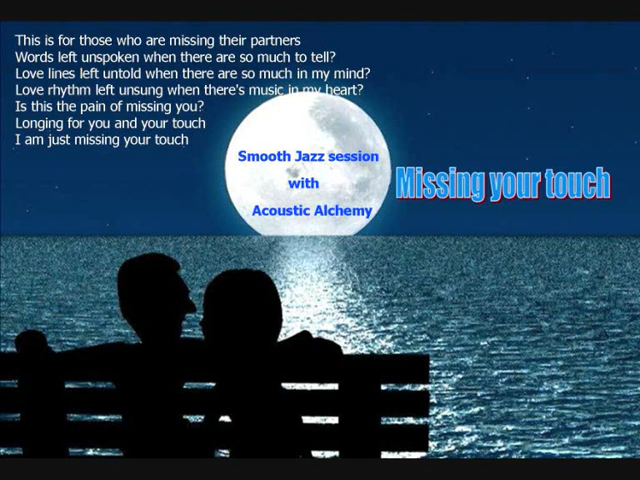 This is for those who are missing their partners
Words left unspoken when there are so much to tell?
Love lines left untold when there are so much in my mind?
Love rhythm left unsung when there's music in my heart?
Is this the pain of missing you?
Longing for you and your touch
I am just missing your touch
Smooth Jazz session
with
Acoustic Alchemy
Missing your touch